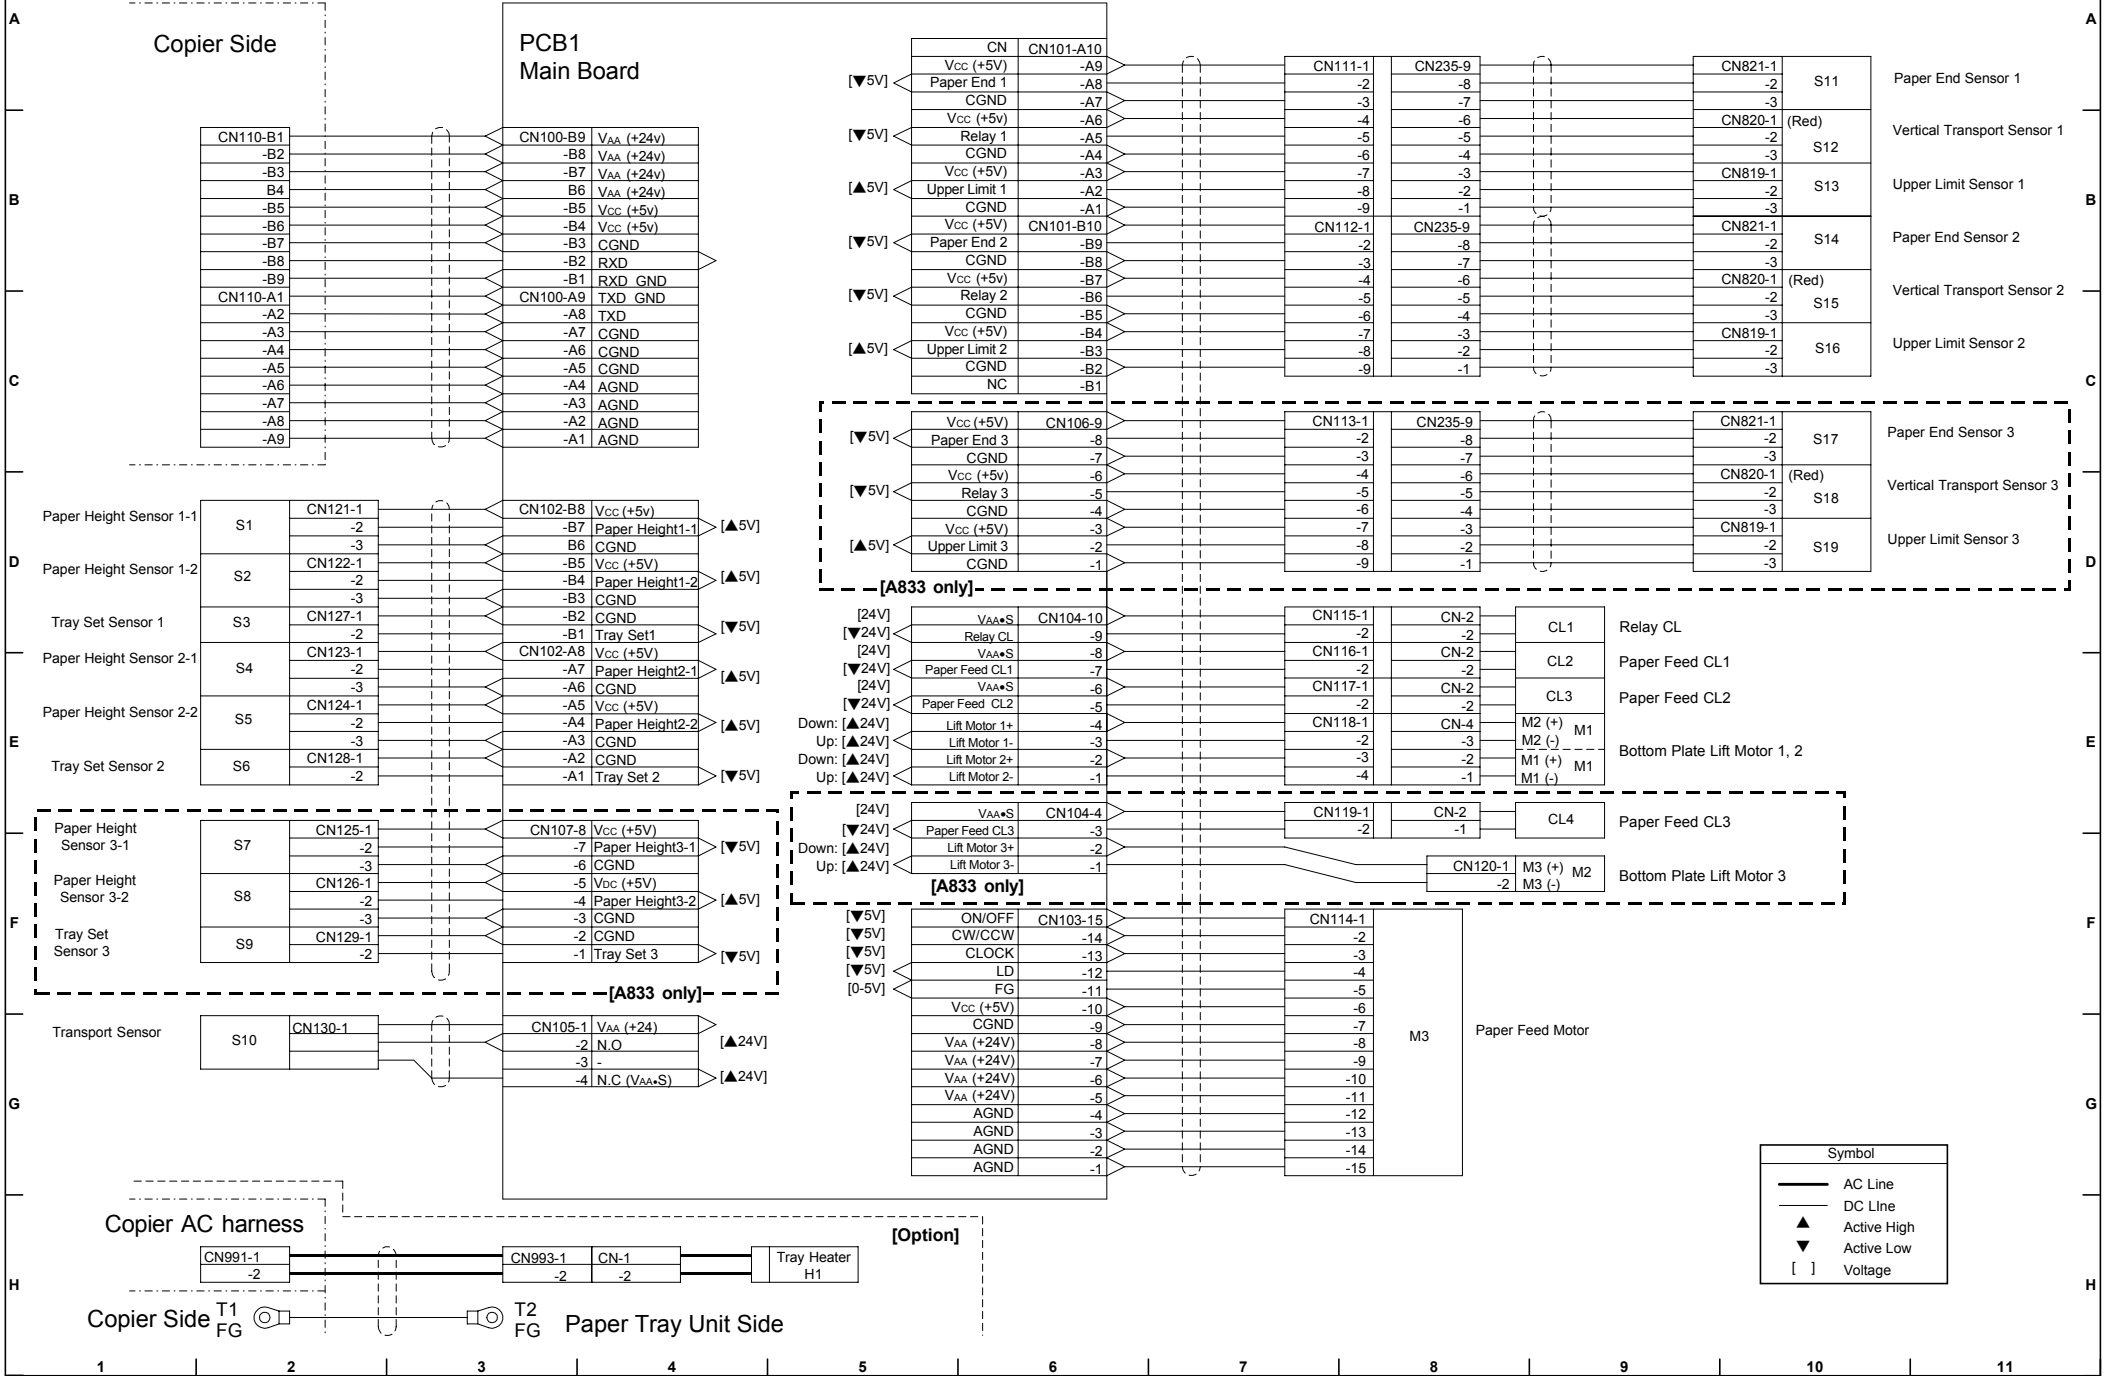 A
A
Copier Side
PCB1
Main Board
CN CN101-A10
[▼5V] Vcc (+5V) -A9 CN111-1 CN235-9 CN821-1
Paper End 1 -A8 -2 -8 -2 S11 Paper End Sensor 1
CGND -A7 -3 -7 -3
Vcc (+5v) -A6 -4 -6 CN820-1 (Red)
[▼5V] Relay 1 -A5 -5 -5 -2 S12 Vertical Transport Sensor 1
CGND -A4 -6 -4 -3
Vcc (+5V) -A3 -7 -3 CN819-1
[▲5V] Upper Limit 1 -A2 -8 -2 -2 S13 Upper Limit Sensor 1
CGND -A1 -9 -1 -3
Vcc (+5V) CN101-B10 CN112-1 CN235-9 CN821-1
[▼5V] Paper End 2 -B9 -2 -8 -2 S14 Paper End Sensor 2
CGND -B8 -3 -7 -3
Vcc (+5v) -B7 -4 -6 CN820-1 (Red)
[▼5V] Relay 2 -B6 -5 -5 -2 S15 Vertical Transport Sensor 2
CGND -B5 -6 -4 -3
Vcc (+5V) -B4 -7 -3 CN819-1
[▲5V] Upper Limit 2 -B3 -8 -2 -2 S16 Upper Limit Sensor 2
CGND -B2 -9 -1 -3
NC -B1
B
B
CN110-B1 CN100-B9 VAA (+24v)
-B2 -B8 VAA (+24v)
-B3 -B7 VAA (+24v)
B4 B6 VAA (+24v)
-B5 -B5 Vcc (+5v)
-B6 -B4 Vcc (+5v)
-B7 -B3 CGND
-B8 -B2 RXD
-B9 -B1 RXD GND
CN110-A1 CN100-A9 TXD GND
-A2 -A8 TXD
-A3 -A7 CGND
-A4 -A6 CGND
-A5 -A5 CGND
-A6 -A4 AGND
-A7 -A3 AGND
-A8 -A2 AGND
-A9 -A1 AGND
C
C
Vcc (+5V) CN106-9 CN113-1 CN235-9 CN821-1
[▼5V] Paper End 3 -8 -2 -8 -2 S17 Paper End Sensor 3
CGND -7 -3 -7 -3
Vcc (+5v) -6 -4 -6 CN820-1 (Red)
[▼5V] Relay 3 -5 -5 -5 -2 S18 Vertical Transport Sensor 3
CGND -4 -6 -4 -3
Vcc (+5V) -3 -7 -3 CN819-1
[▲5V] Upper Limit 3 -2 -8 -2 -2 S19 Upper Limit Sensor 3
CGND -1 -9 -1 -3
[A833 only]
D
D
Paper Height Sensor 1-1 S1 CN121-1 CN102-B8 Vcc (+5v)
-2 -B7 Paper Height1-1 [▲5V]
-3 B6 CGND
Paper Height Sensor 1-2 S2 CN122-1 -B5 Vcc (+5V)
-2 -B4 Paper Height1-2 [▲5V]
-3 -B3 CGND
Tray Set Sensor 1 S3 CN127-1 -B2 CGND
-2 -B1 Tray Set1 [▼5V]
Paper Height Sensor 2-1 S4 CN123-1 CN102-A8 Vcc (+5V)
-2 -A7 Paper Height2-1 [▲5V]
-3 -A6 CGND
Paper Height Sensor 2-2 S5 CN124-1 -A5 Vcc (+5V)
-2 -A4 Paper Height2-2 [▲5V]
-3 -A3 CGND
Tray Set Sensor 2 S6 CN128-1 -A2 CGND
-2 -A1 Tray Set 2 [▼5V]
[24V] VAA•S CN104-10 CN115-1 CN-2
[▼24V] Relay CL -9 -2 -2 CL1 Relay CL
[24V] VAA•S -8 CN116-1 CN-2
[▼24V] Paper Feed CL1 -7 -2 -2 CL2 Paper Feed CL1
[24V] VAA•S -6 CN117-1 CN-2
[▼24V] Paper Feed CL2 -5 -2 -2 CL3 Paper Feed CL2
Down: [▲24V] Lift Motor 1+ -4 CN118-1 CN-4 M2 (+) M1
Up: [▲24V] Lift Motor 1- -3 -2 -3 M2 (-)
Down: [▲24V] Lift Motor 2+ -2 -3 -2 M1 (+) M1
Up: [▲24V] Lift Motor 2- -1 -4 -1 M1 (-)
Bottom Plate Lift Motor 1, 2
E
E
[24V] VAA•S CN104-4 CN119-1 CN-2
[▼24V] Paper Feed CL3 -3 -2 -1 CL4 Paper Feed CL3
Down: [▲24V] Lift Motor 3+ -2 CN120-1 M3 (+) M2
Up: [▲24V] Lift Motor 3- -1 -2 M3 (-)
Bottom Plate Lift Motor 3
[A833 only]
Paper Height
Sensor 3-1
S7 CN125-1 CN107-8 Vcc (+5V)
-2 -7 Paper Height3-1 [▼5V]
-3 -6 CGND
Paper Height
Sensor 3-2
S8 CN126-1 -5 VDC (+5V)
-2 -4 Paper Height3-2 [▲5V]
-3 -3 CGND
Tray Set
Sensor 3
S9 CN129-1 -2 CGND
-2 -1 Tray Set 3 [▼5V]
[A833 only]
F
F
[▼5V] ON/OFF CN103-15 CN114-1
[▼5V] CW/CCW -14 -2
[▼5V] CLOCK -13 -3
[▼5V] LD -12 -4
[0-5V] FG -11 -5
Vcc (+5V) -10 -6
CGND -9 -7
VAA (+24V) -8 -8
VAA (+24V) -7 -9
VAA (+24V) -6 -10
VAA (+24V) -5 -11
AGND -4 -12
AGND -3 -13
AGND -2 -14
AGND -1 -15
M3 Paper Feed Motor
Transport Sensor S10 CN130-1 CN105-1 VAA (+24)
-2 N.O [▲24V]
-3 -
-4 N.C (VAA•S) [▲24V]
G
G
Symbol
AC Line
DC LIne
▲ Active High
▼ Active Low
[ ] Voltage
Copier AC harness
[Option]
CN991-1 CN993-1 CN-1 Tray Heater
-2 -2 -2 H1
H
H
Copier Side T1
FG
T2
FG
Paper Tray Unit Side
1 2 3 4 5 6 7 8 9 10 11